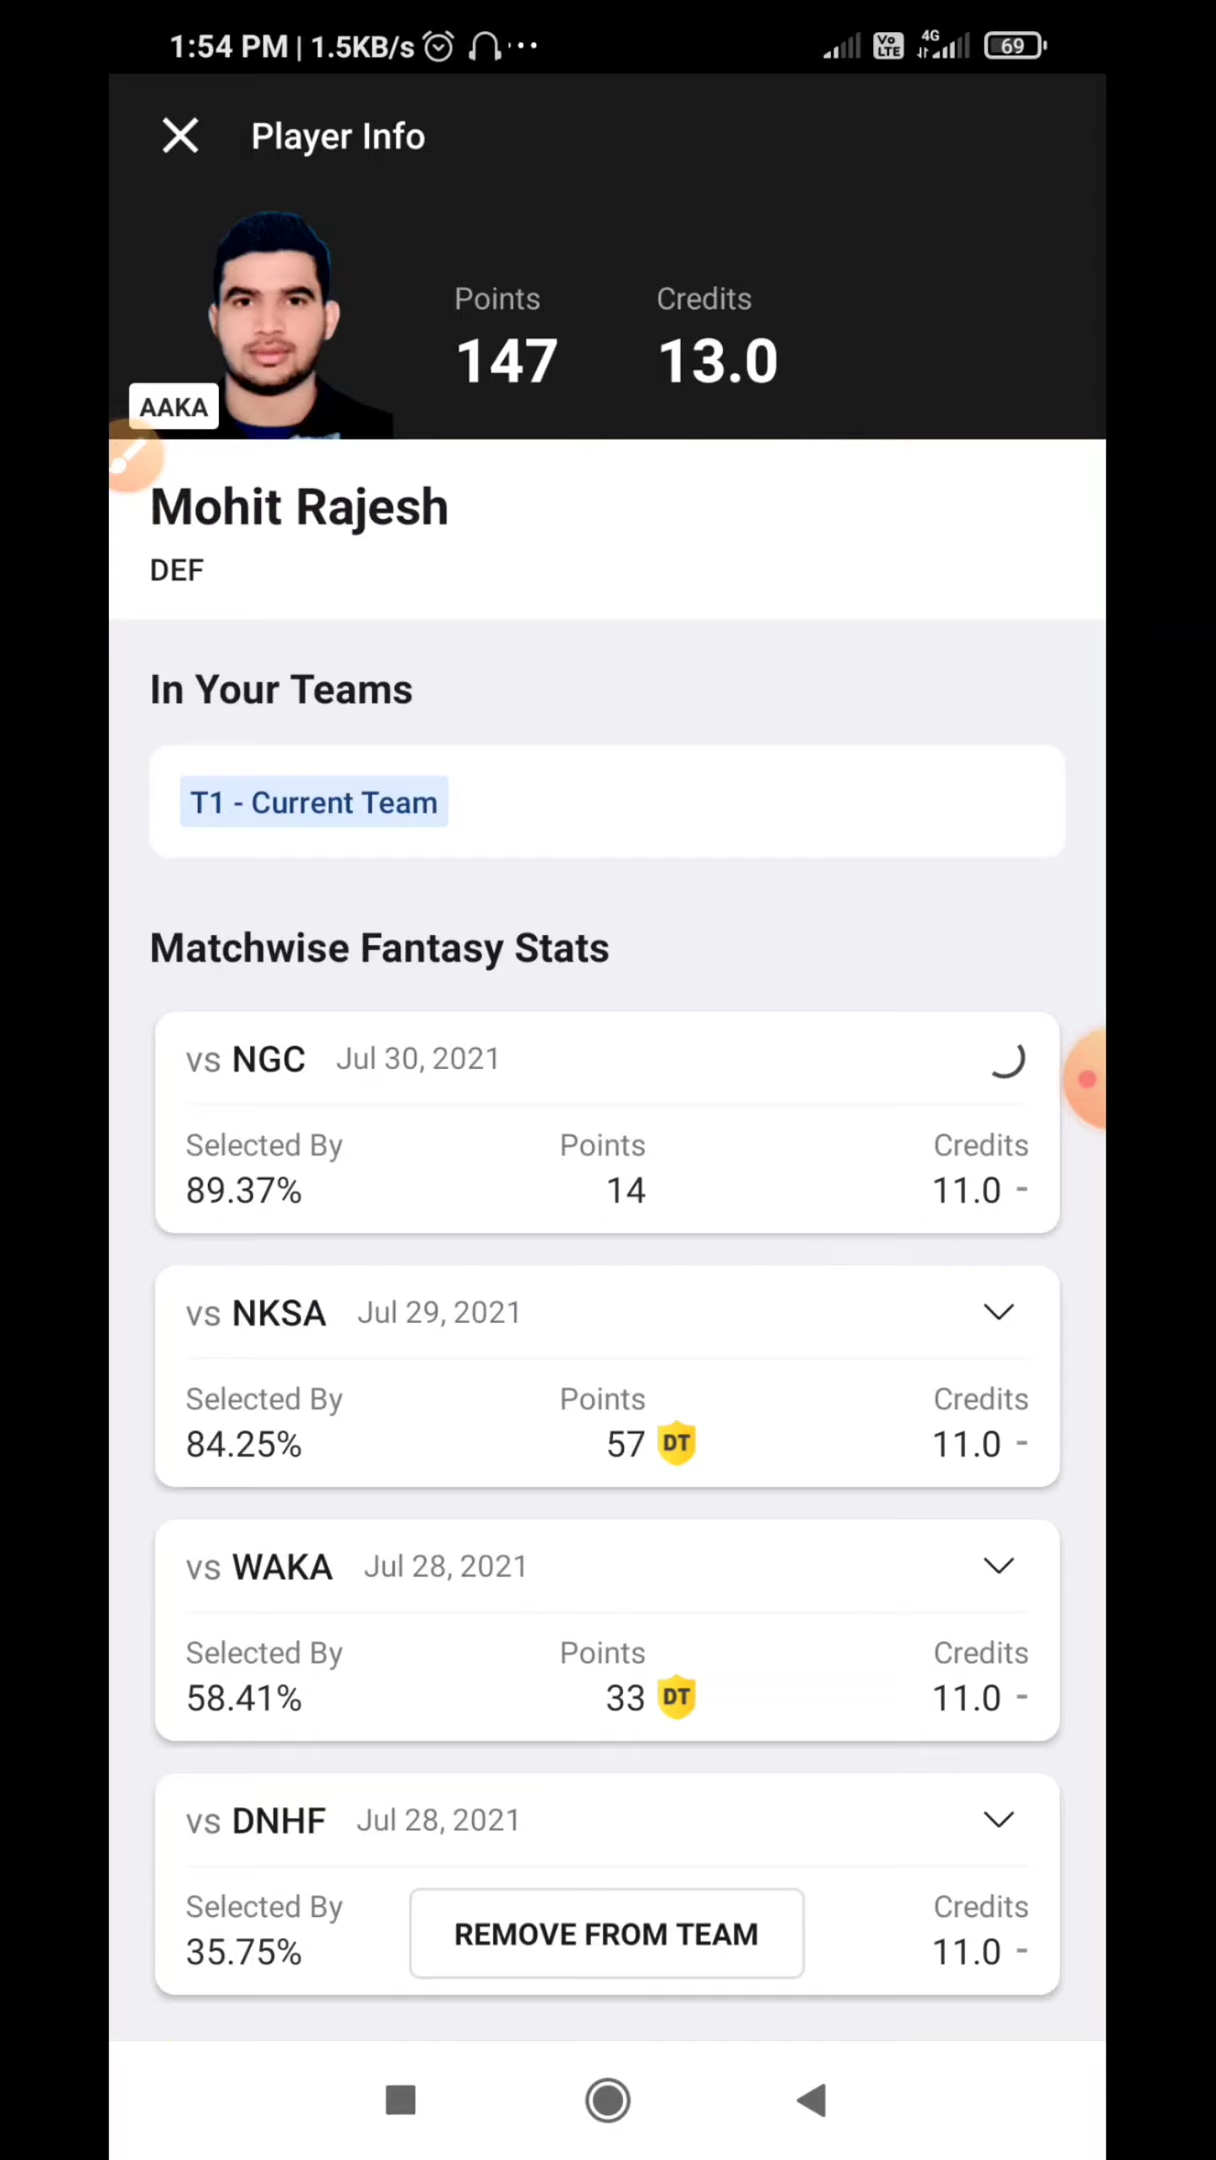 1:54 PM | 1.5KB/s ...
Vo LTE 4G 69
Player Info
Points Credits
147 13.0
AAKA
Mohit Rajesh
DEF
In Your Teams
T1 - Current Team
Matchwise Fantasy Stats
vs NGC Jul 30, 2021
Selected By Points Credits
89.37% 14 11.0 -
vs NKSA Jul 29, 2021
Selected By Points Credits
84.25% 57 DT 11.0 -
vs WAKA Jul 28, 2021
Selected By Points Credits
58.41% 33 DT 11.0 -
vs DNHF Jul 28, 2021
Selected By Credits
REMOVE FROM TEAM
35.75% 11.0 -